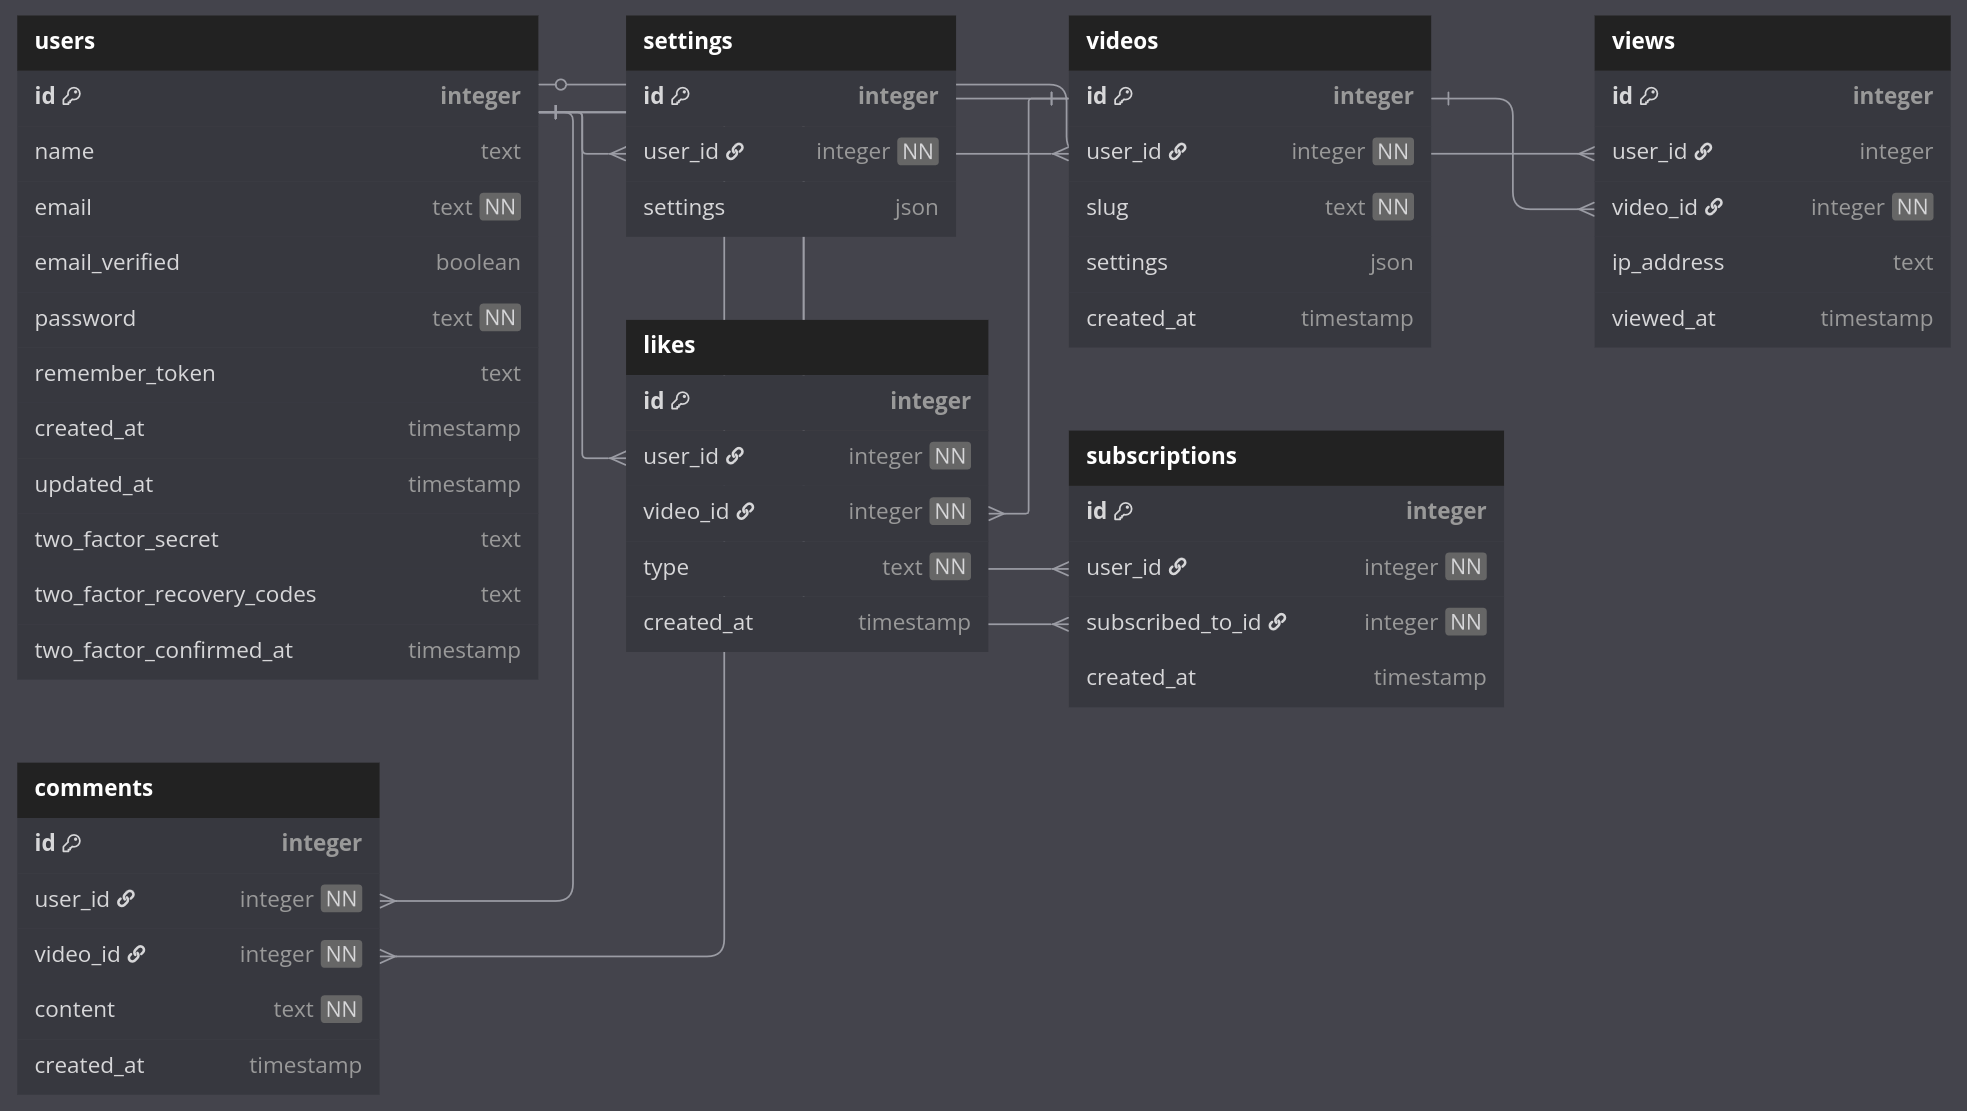 users
id integer
name text
email text NN
email_verified boolean
password text NN
remember_token text
created_at timestamp
updated_at timestamp
two_factor_secret text
two_factor_recovery_codes text
two_factor_confirmed_at timestamp
settings
id integer
user_id integer NN
settings json
videos
id integer
user_id integer NN
slug text NN
settings json
created_at timestamp
views
id integer
user_id integer
video_id integer NN
ip_address text
viewed_at timestamp
likes
id integer
user_id integer NN
video_id integer NN
type text NN
created_at timestamp
subscriptions
id integer
user_id integer NN
subscribed_to_id integer NN
created_at timestamp
comments
id integer
user_id integer NN
video_id integer NN
content text NN
created_at timestamp